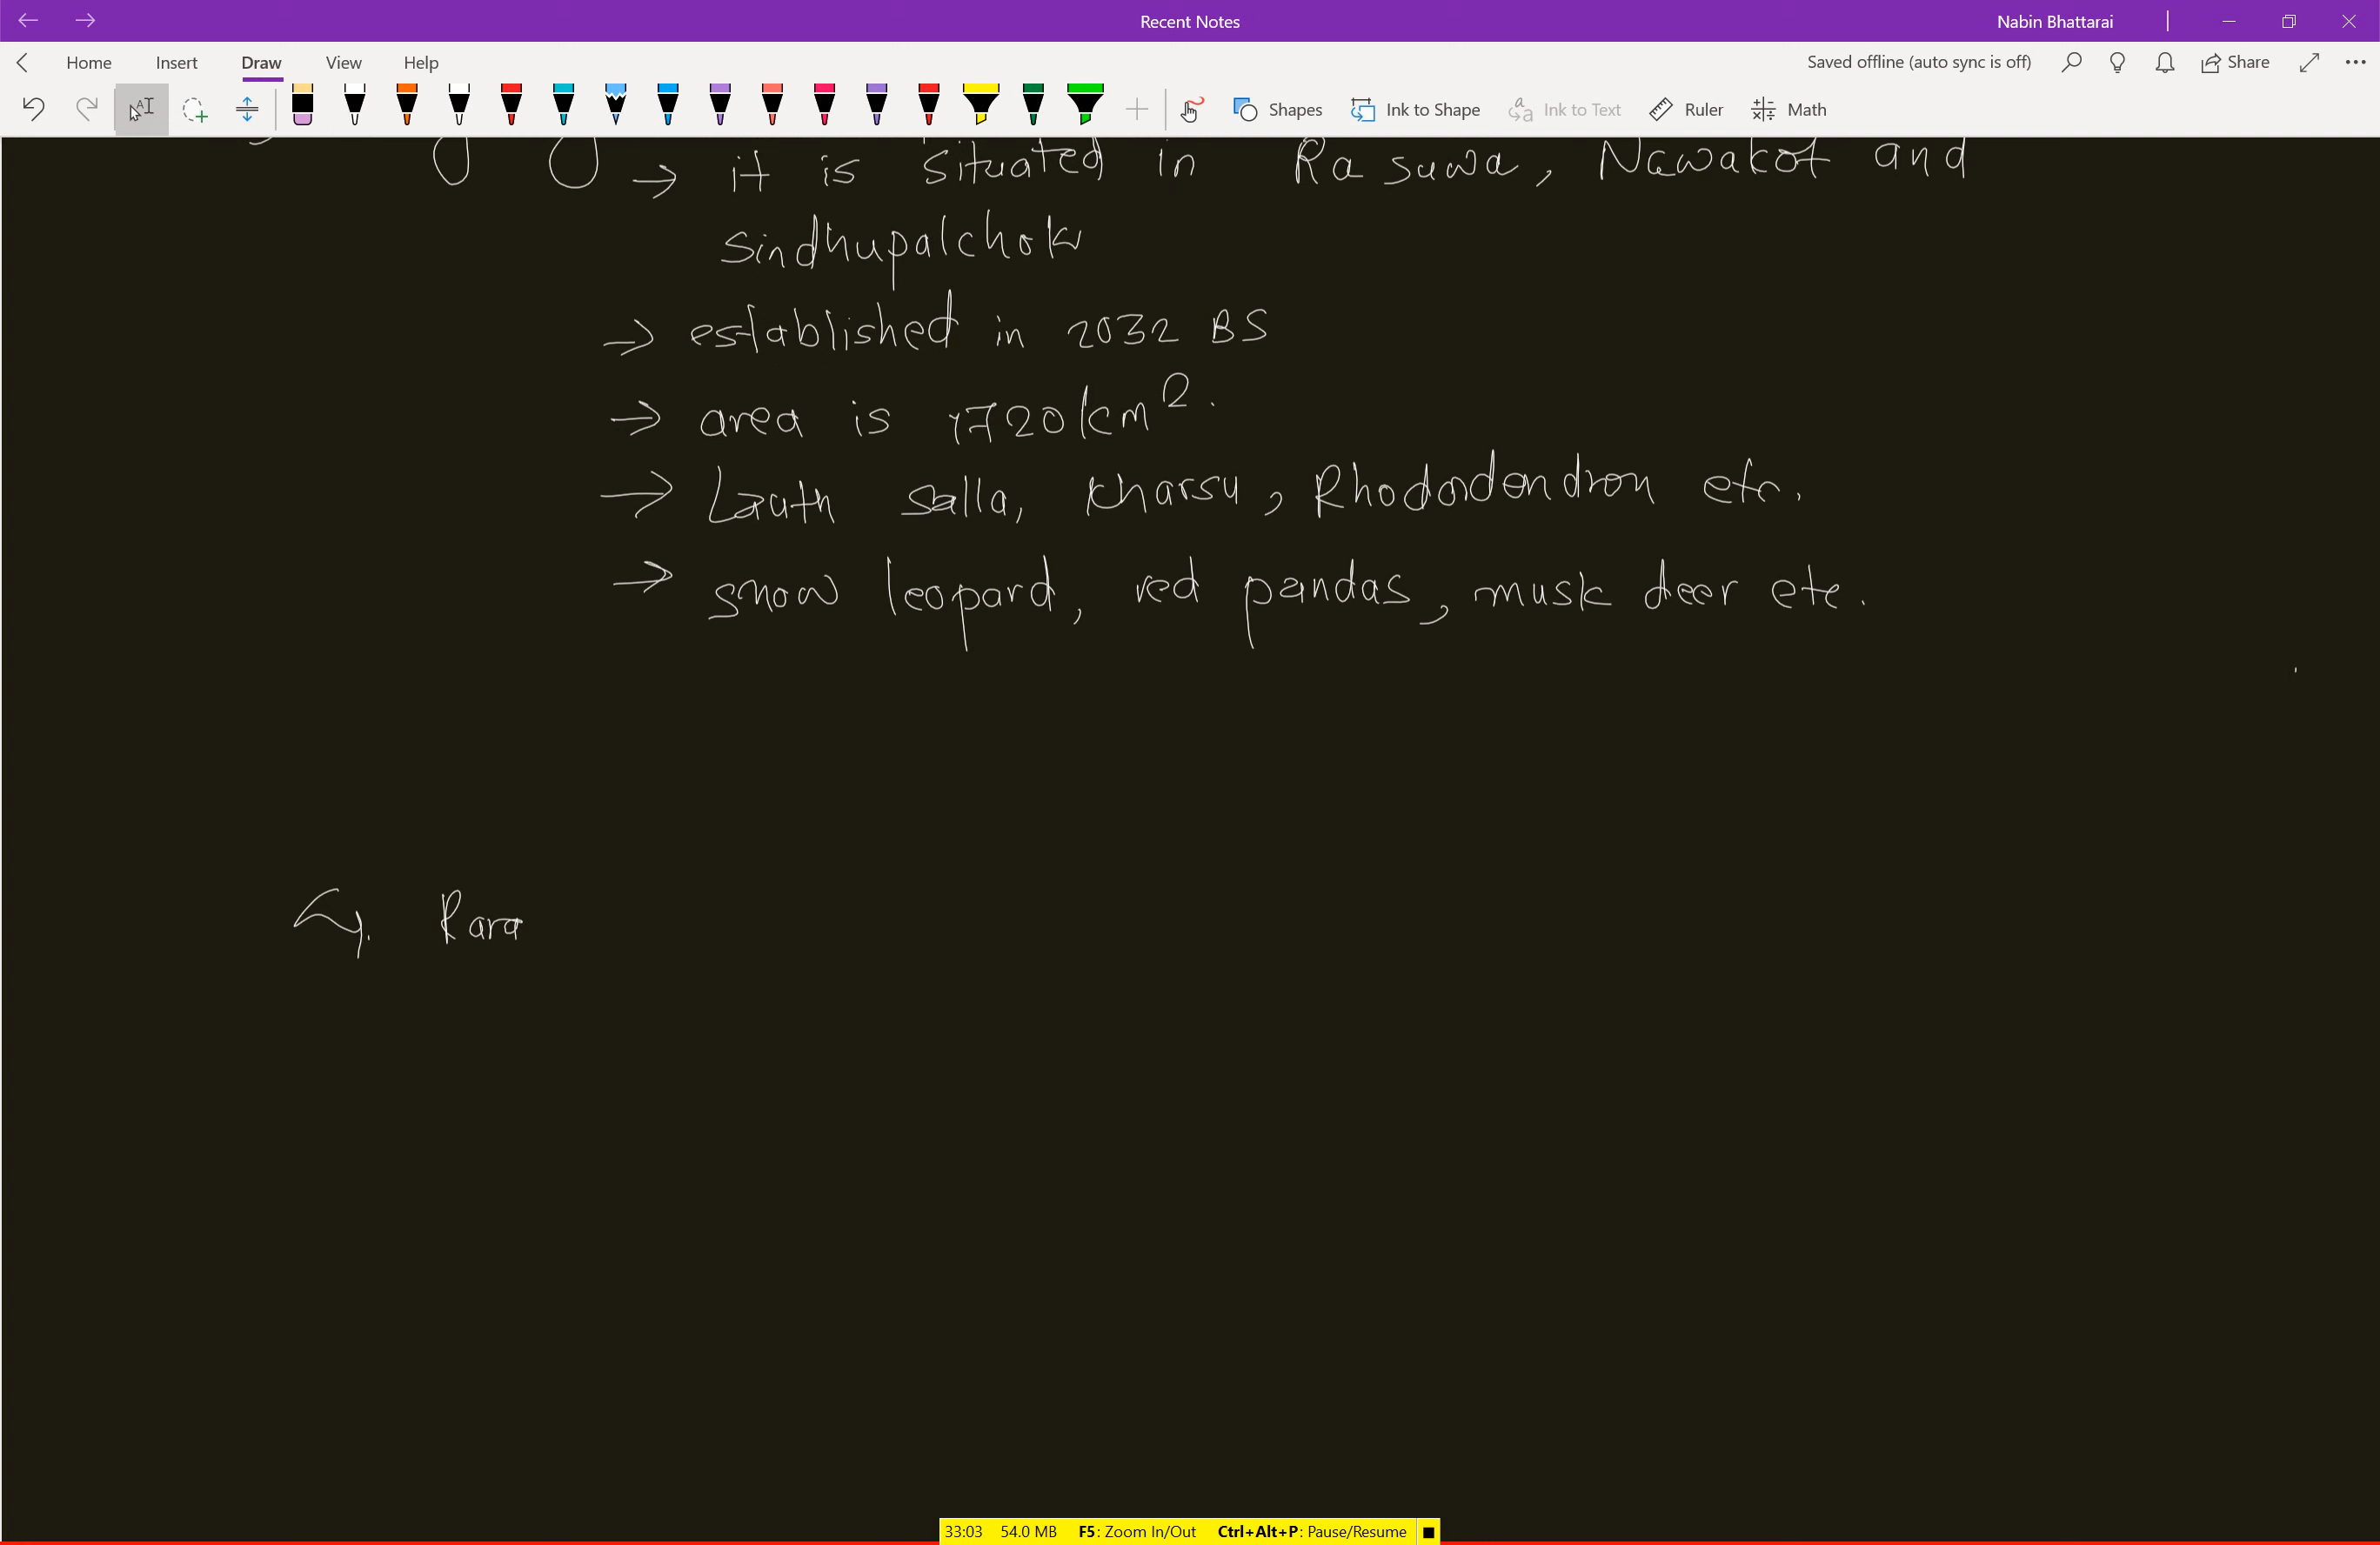 Recent Notes Nabin Bhattarai
Home Insert Draw View Help Saved offline (auto sync is off) Share
Shapes Ink to Shape Ink to Text Ruler Math
→ it is situated in Rasuwa, Nuwakot and
sindhupalchok
→ established in 2032 BS
→ area is 1720 km².
→ Lauth salla, kharsu, Rhododendron etc.
→ snow leopard, red pandas, musk deer etc.
4. Rara
33:03 54.0 MB F5: Zoom In/Out Ctrl+Alt+P: Pause/Resume